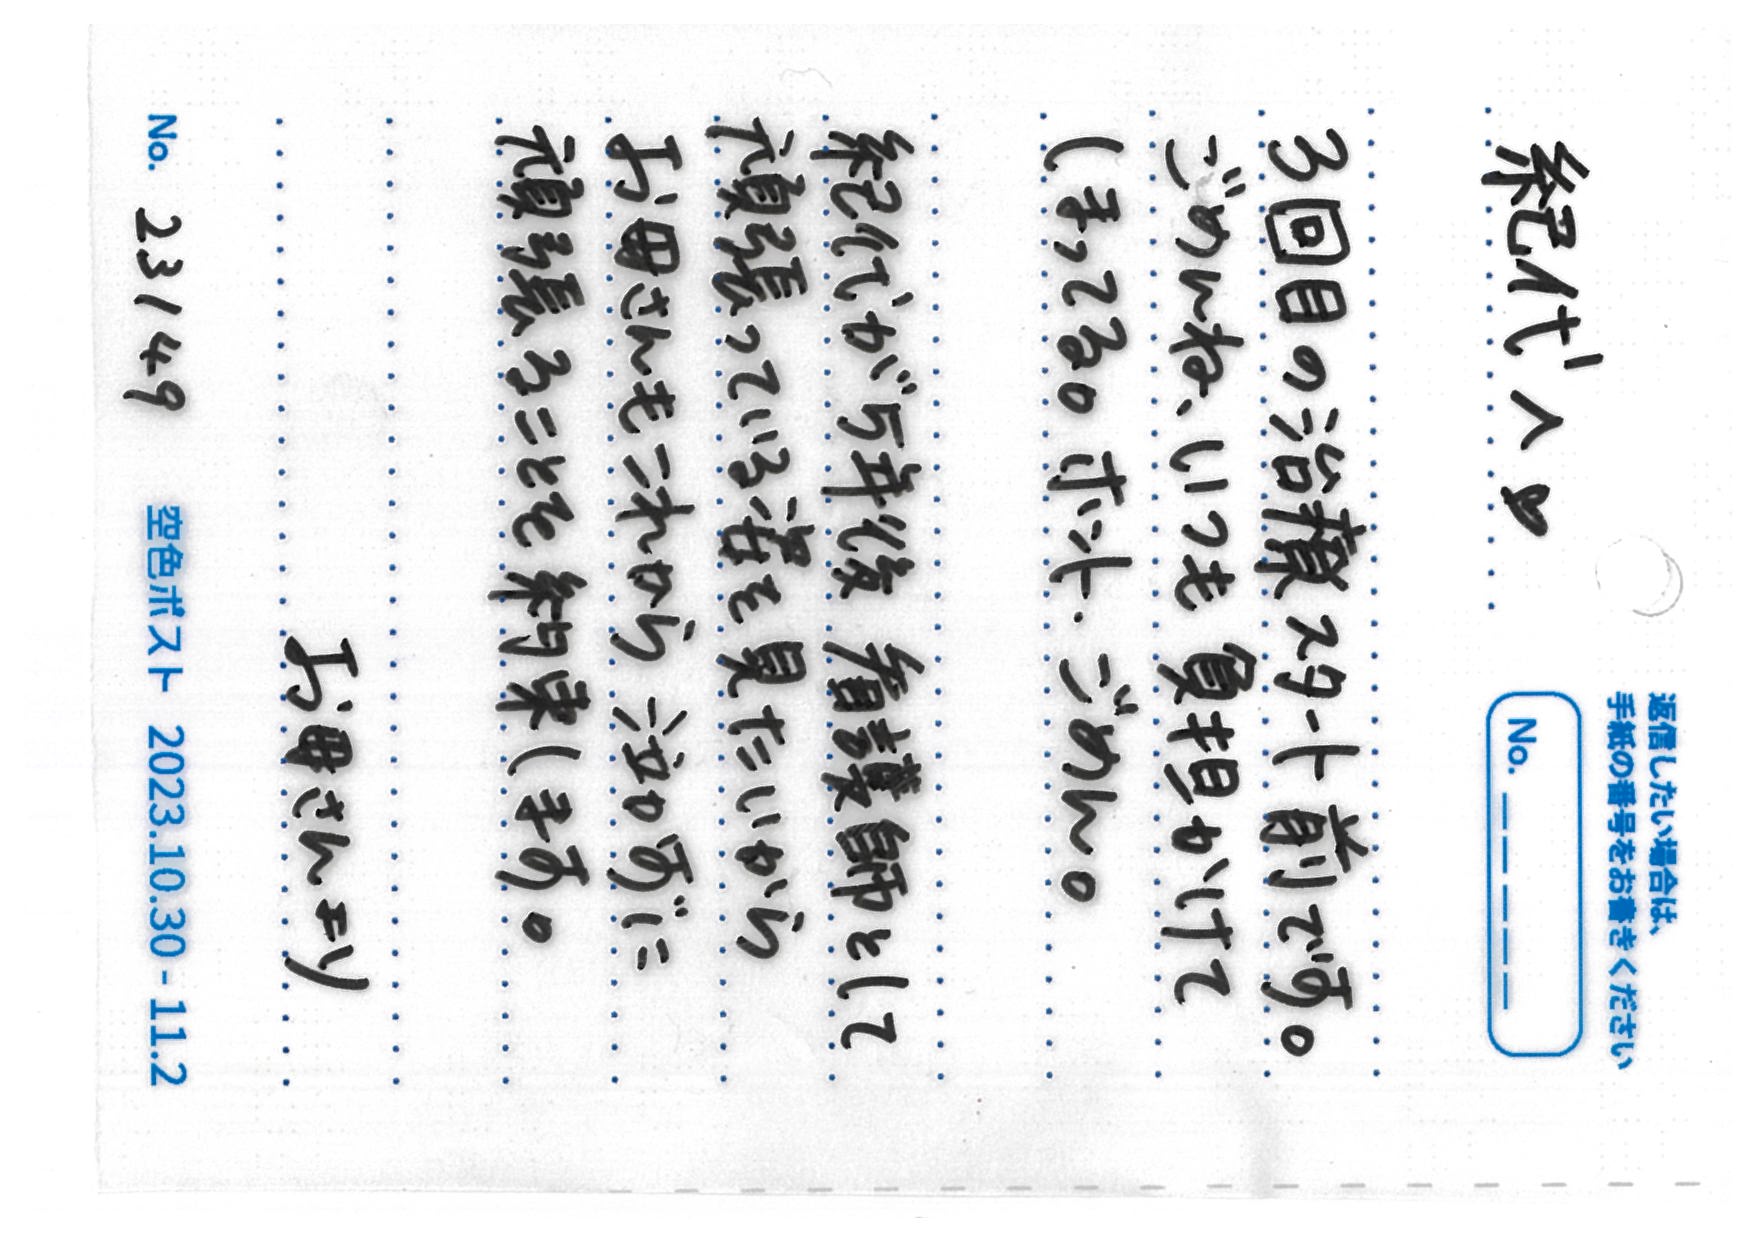 返信したい場合は、
手紙の番号をお書きください
No. _ _ _ _ _
紀代へ♥
3回目の治療スタート前です。
ごめんね、いつも負担かけて
しまってる。ホント、ごめん。
紀代が5年後 看護師として
頑張っている姿を見たいから
お母さんもこれから 泣かずに
頑張ることを約束します。
お母さんより
No. 23149 空色ポスト 2023.10.30 - 11.2